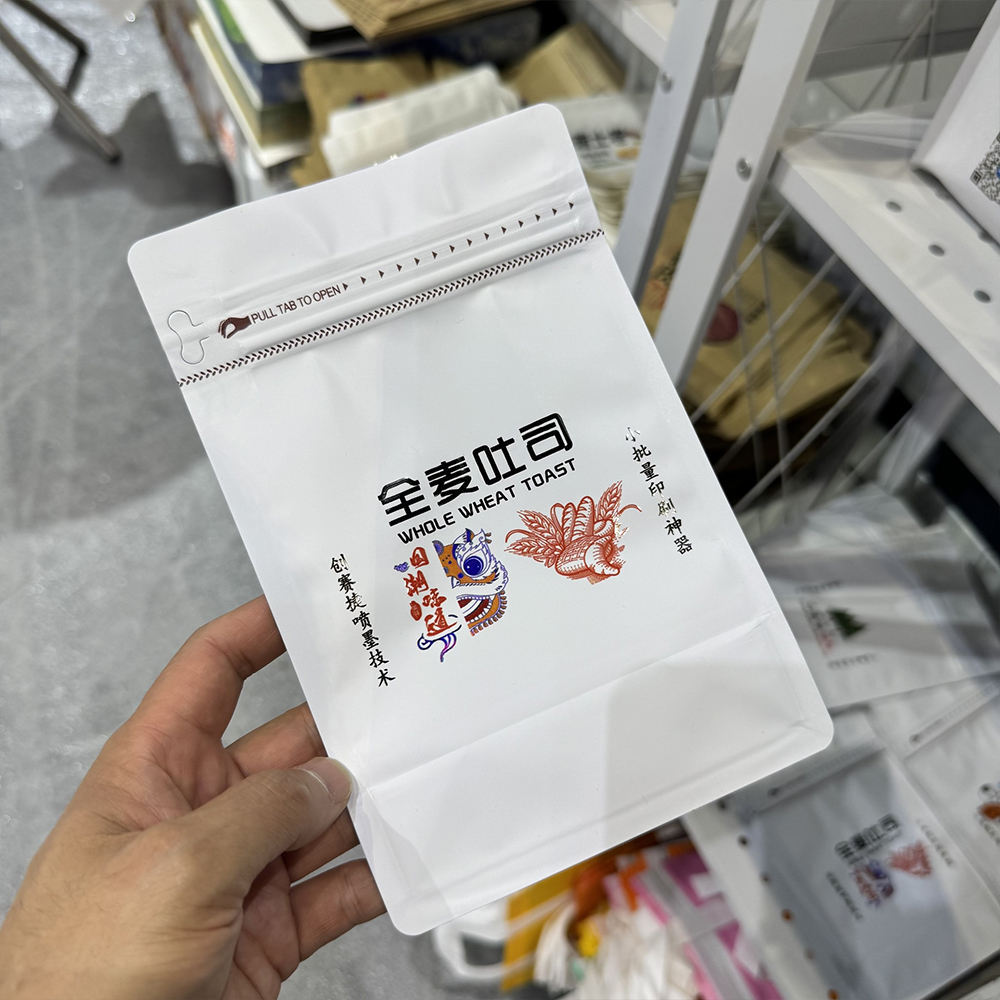 PULL TAB TO OPEN
全麦吐司
WHOLE WHEAT TOAST
小批量印刷神器
国潮味道
创赛捷喷墨技术